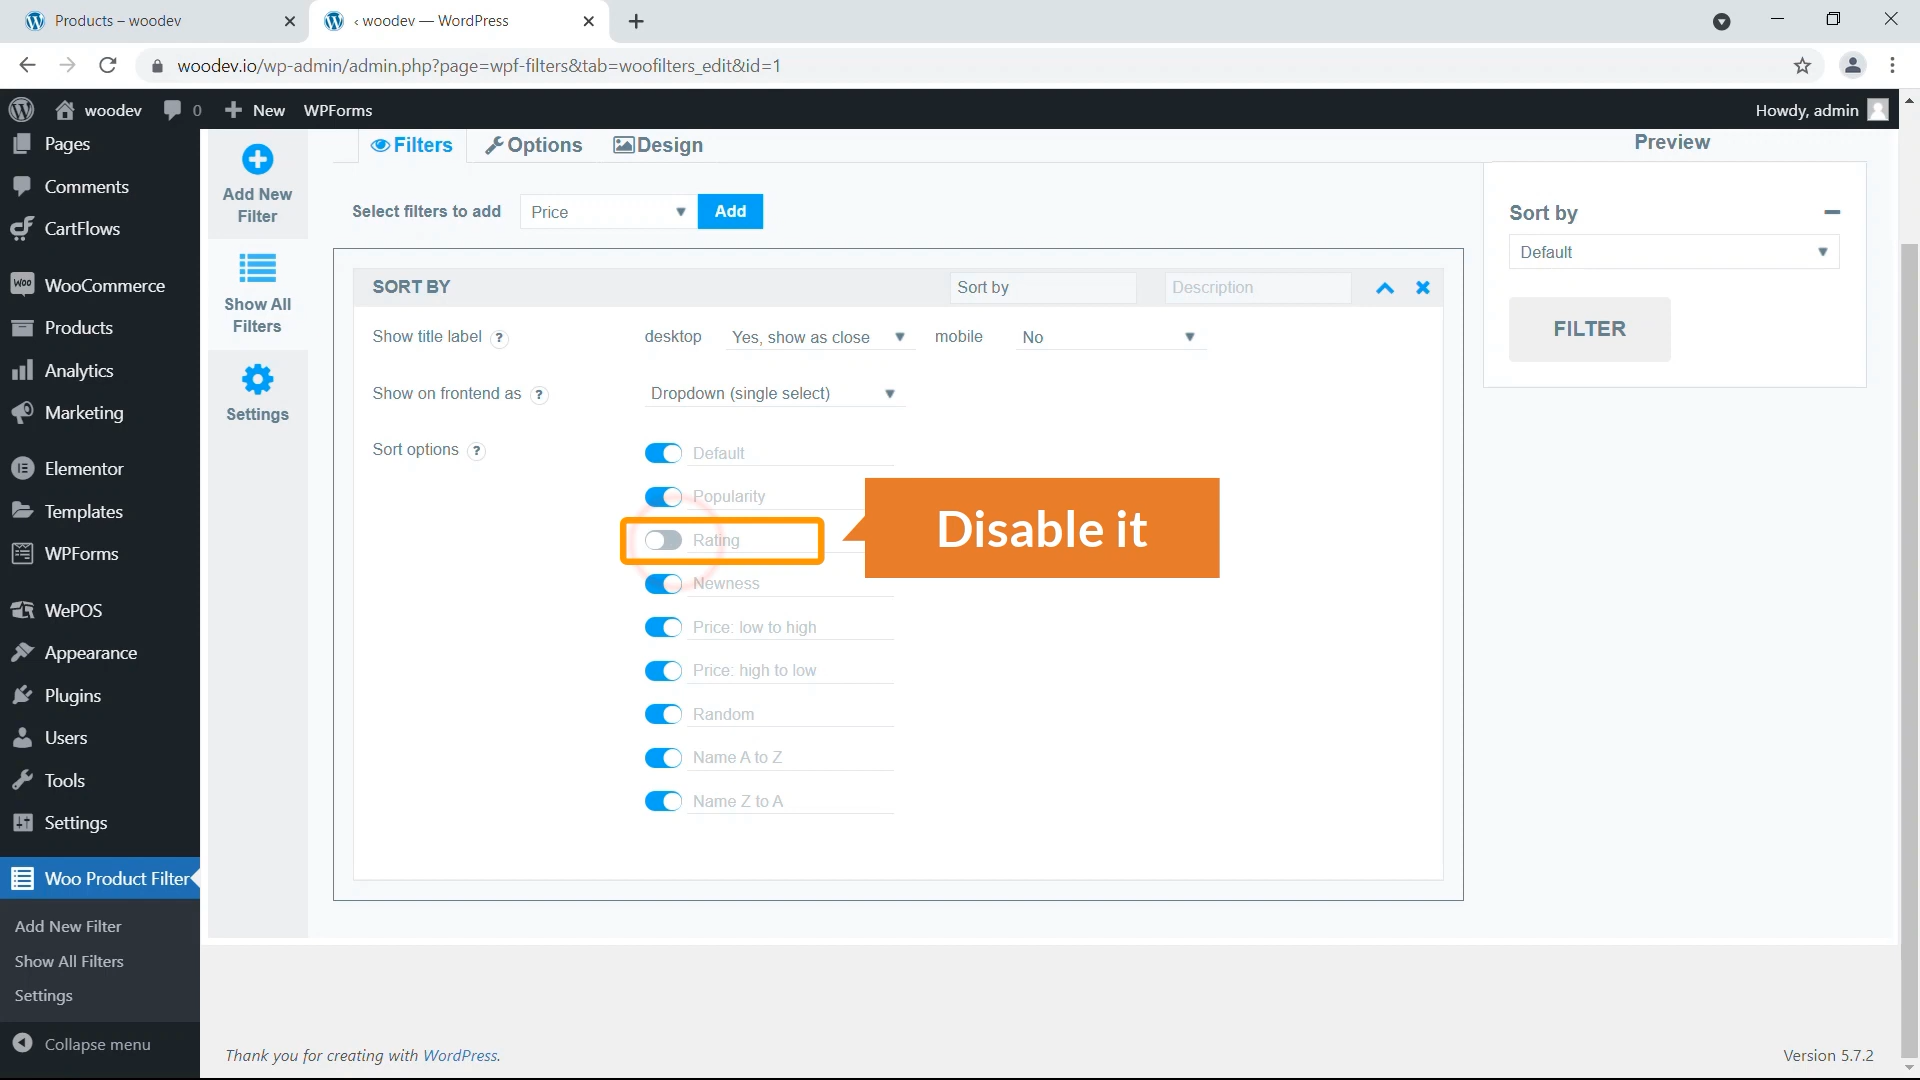 Products – woodev
‹ woodev — WordPress
woodev.io/wp-admin/admin.php?page=wpf-filters&tab=woofilters_edit&id=1
woodev
0
New
WPForms
Howdy, admin
Pages
Comments
CartFlows
WooCommerce
Products
Analytics
Marketing
Elementor
Templates
WPForms
WePOS
Appearance
Plugins
Users
Tools
Settings
Woo Product Filter
Add New Filter
Show All Filters
Settings
Collapse menu
Add New
Filter
Show All
Filters
Settings
Filters
Options
Design
Preview
Select filters to add
Price
Add
SORT BY
Sort by
Description
Show title label ?
desktop
Yes, show as close
mobile
No
Show on frontend as ?
Dropdown (single select)
Sort options ?
Default
Popularity
Rating
Newness
Price: low to high
Price: high to low
Random
Name A to Z
Name Z to A
Disable it
Sort by
Default
FILTER
Thank you for creating with WordPress.
Version 5.7.2